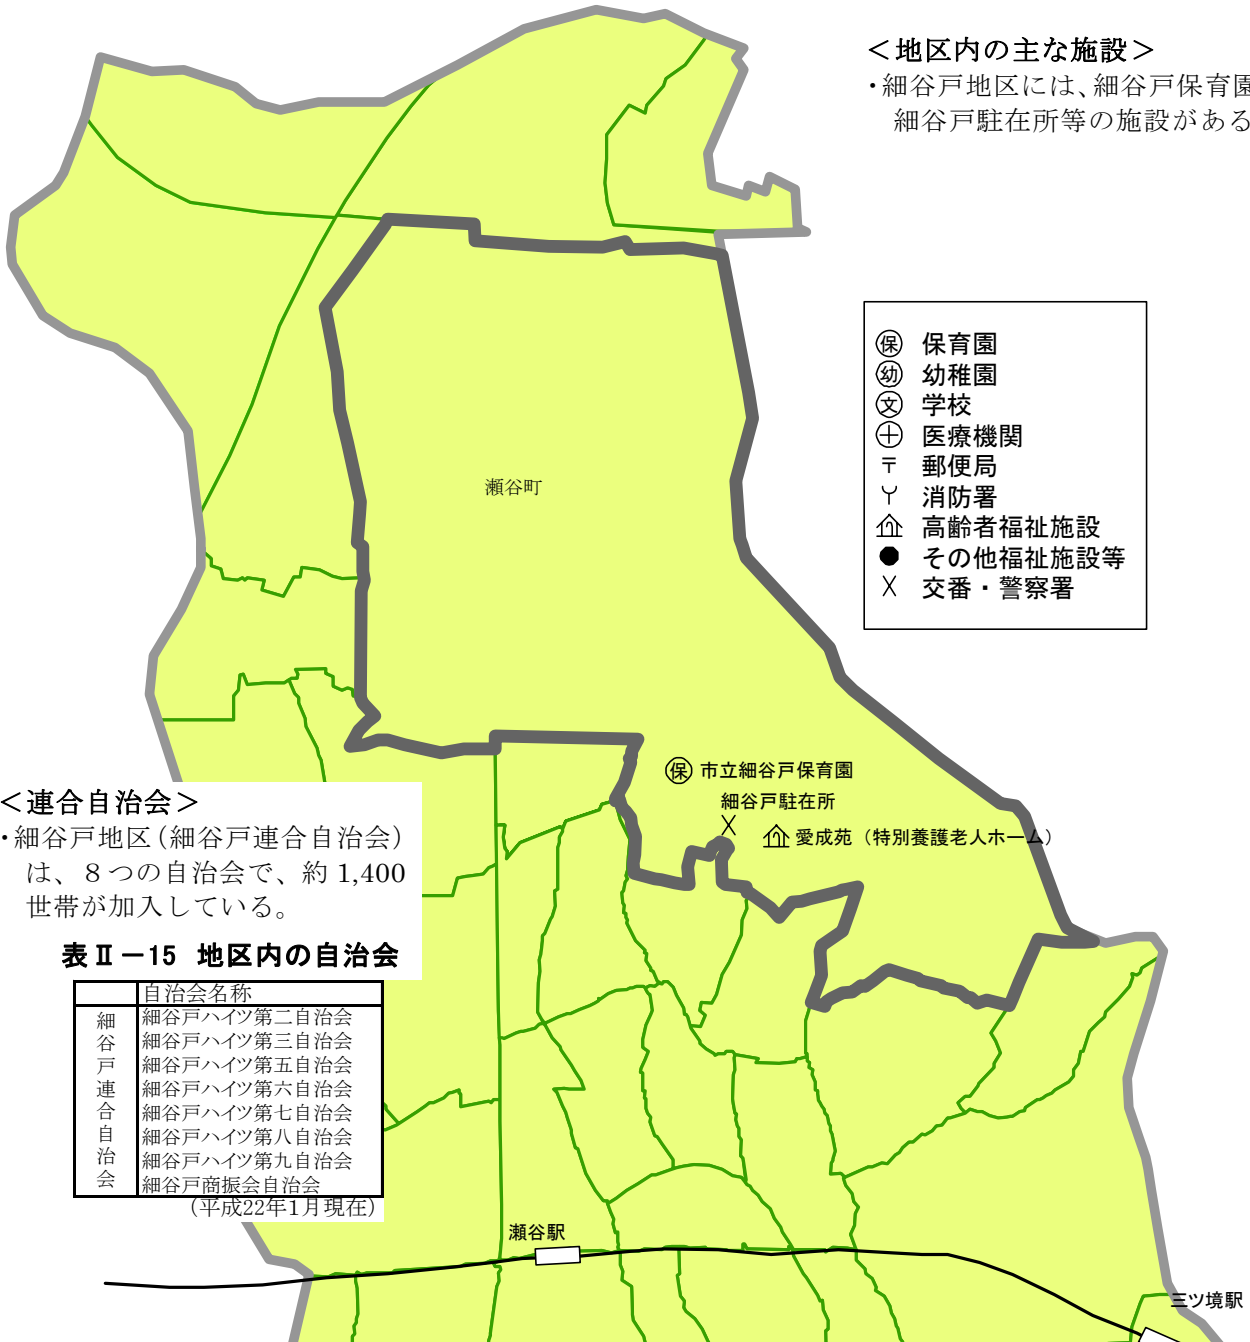 ＜地区内の主な施設＞
・細谷戸地区には、細谷戸保育園
細谷戸駐在所等の施設がある
保 保育園
幼 幼稚園
文 学校
医療機関
〒 郵便局
消防署
高齢者福祉施設
● その他福祉施設等
X 交番・警察署
瀬谷町
保 市立細谷戸保育園
細谷戸駐在所
X
愛成苑（特別養護老人ホーム）
＜連合自治会＞
・細谷戸地区（細谷戸連合自治会）
は、８つの自治会で、約 1,400
世帯が加入している。
表Ⅱ－15 地区内の自治会
自治会名称
細谷戸連合自治会
細谷戸ハイツ第二自治会
細谷戸ハイツ第三自治会
細谷戸ハイツ第五自治会
細谷戸ハイツ第六自治会
細谷戸ハイツ第七自治会
細谷戸ハイツ第八自治会
細谷戸ハイツ第九自治会
細谷戸商振会自治会
（平成22年1月現在）
瀬谷駅
三ツ境駅